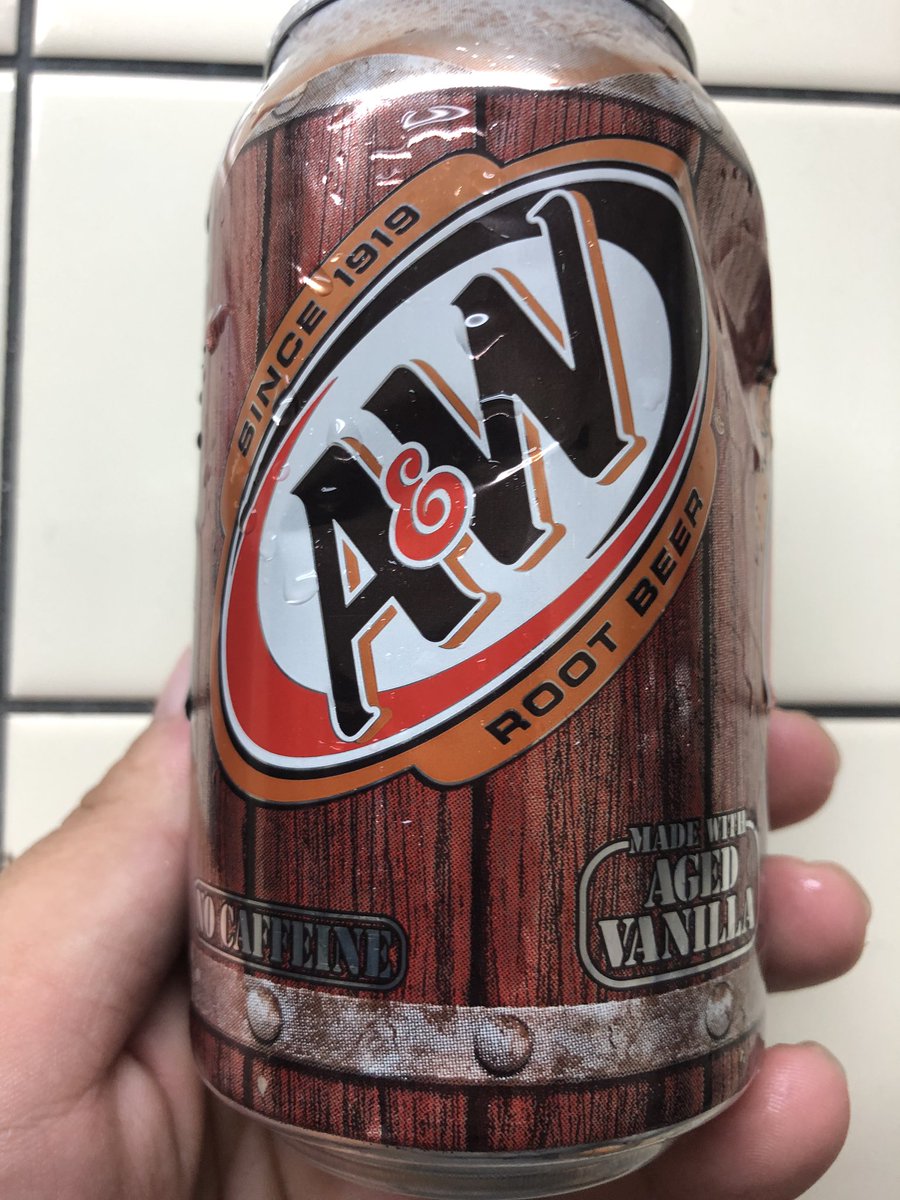 SINCE 1919
A&W
ROOT BEER
MADE WITH
AGED
VANILLA
NO CAFFEINE